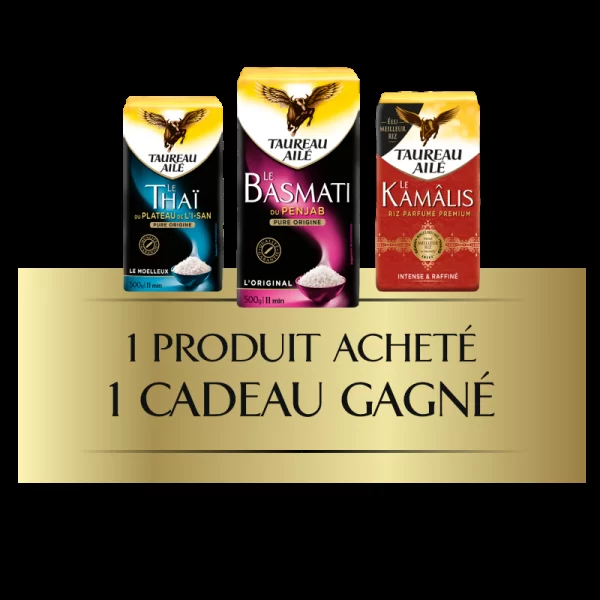 TAUREAU
AILÉ
LE
THAÏ
DU PLATEAU DE L'I-SAN
PURE ORIGINE
LE MOELLEUX
500g | 11 min
TAUREAU
AILÉ
LE
BASMATI
DU PENJAB
PURE ORIGINE
L'ORIGINAL
500g | 11 min
ÉLU
MEILLEUR
RIZ
TAUREAU
AILÉ
LE
KÂMÂLIS
RIZ PARFUMÉ PREMIUM
INTENSE & RAFFINÉ
1 PRODUIT ACHETÉ
1 CADEAU GAGNÉ